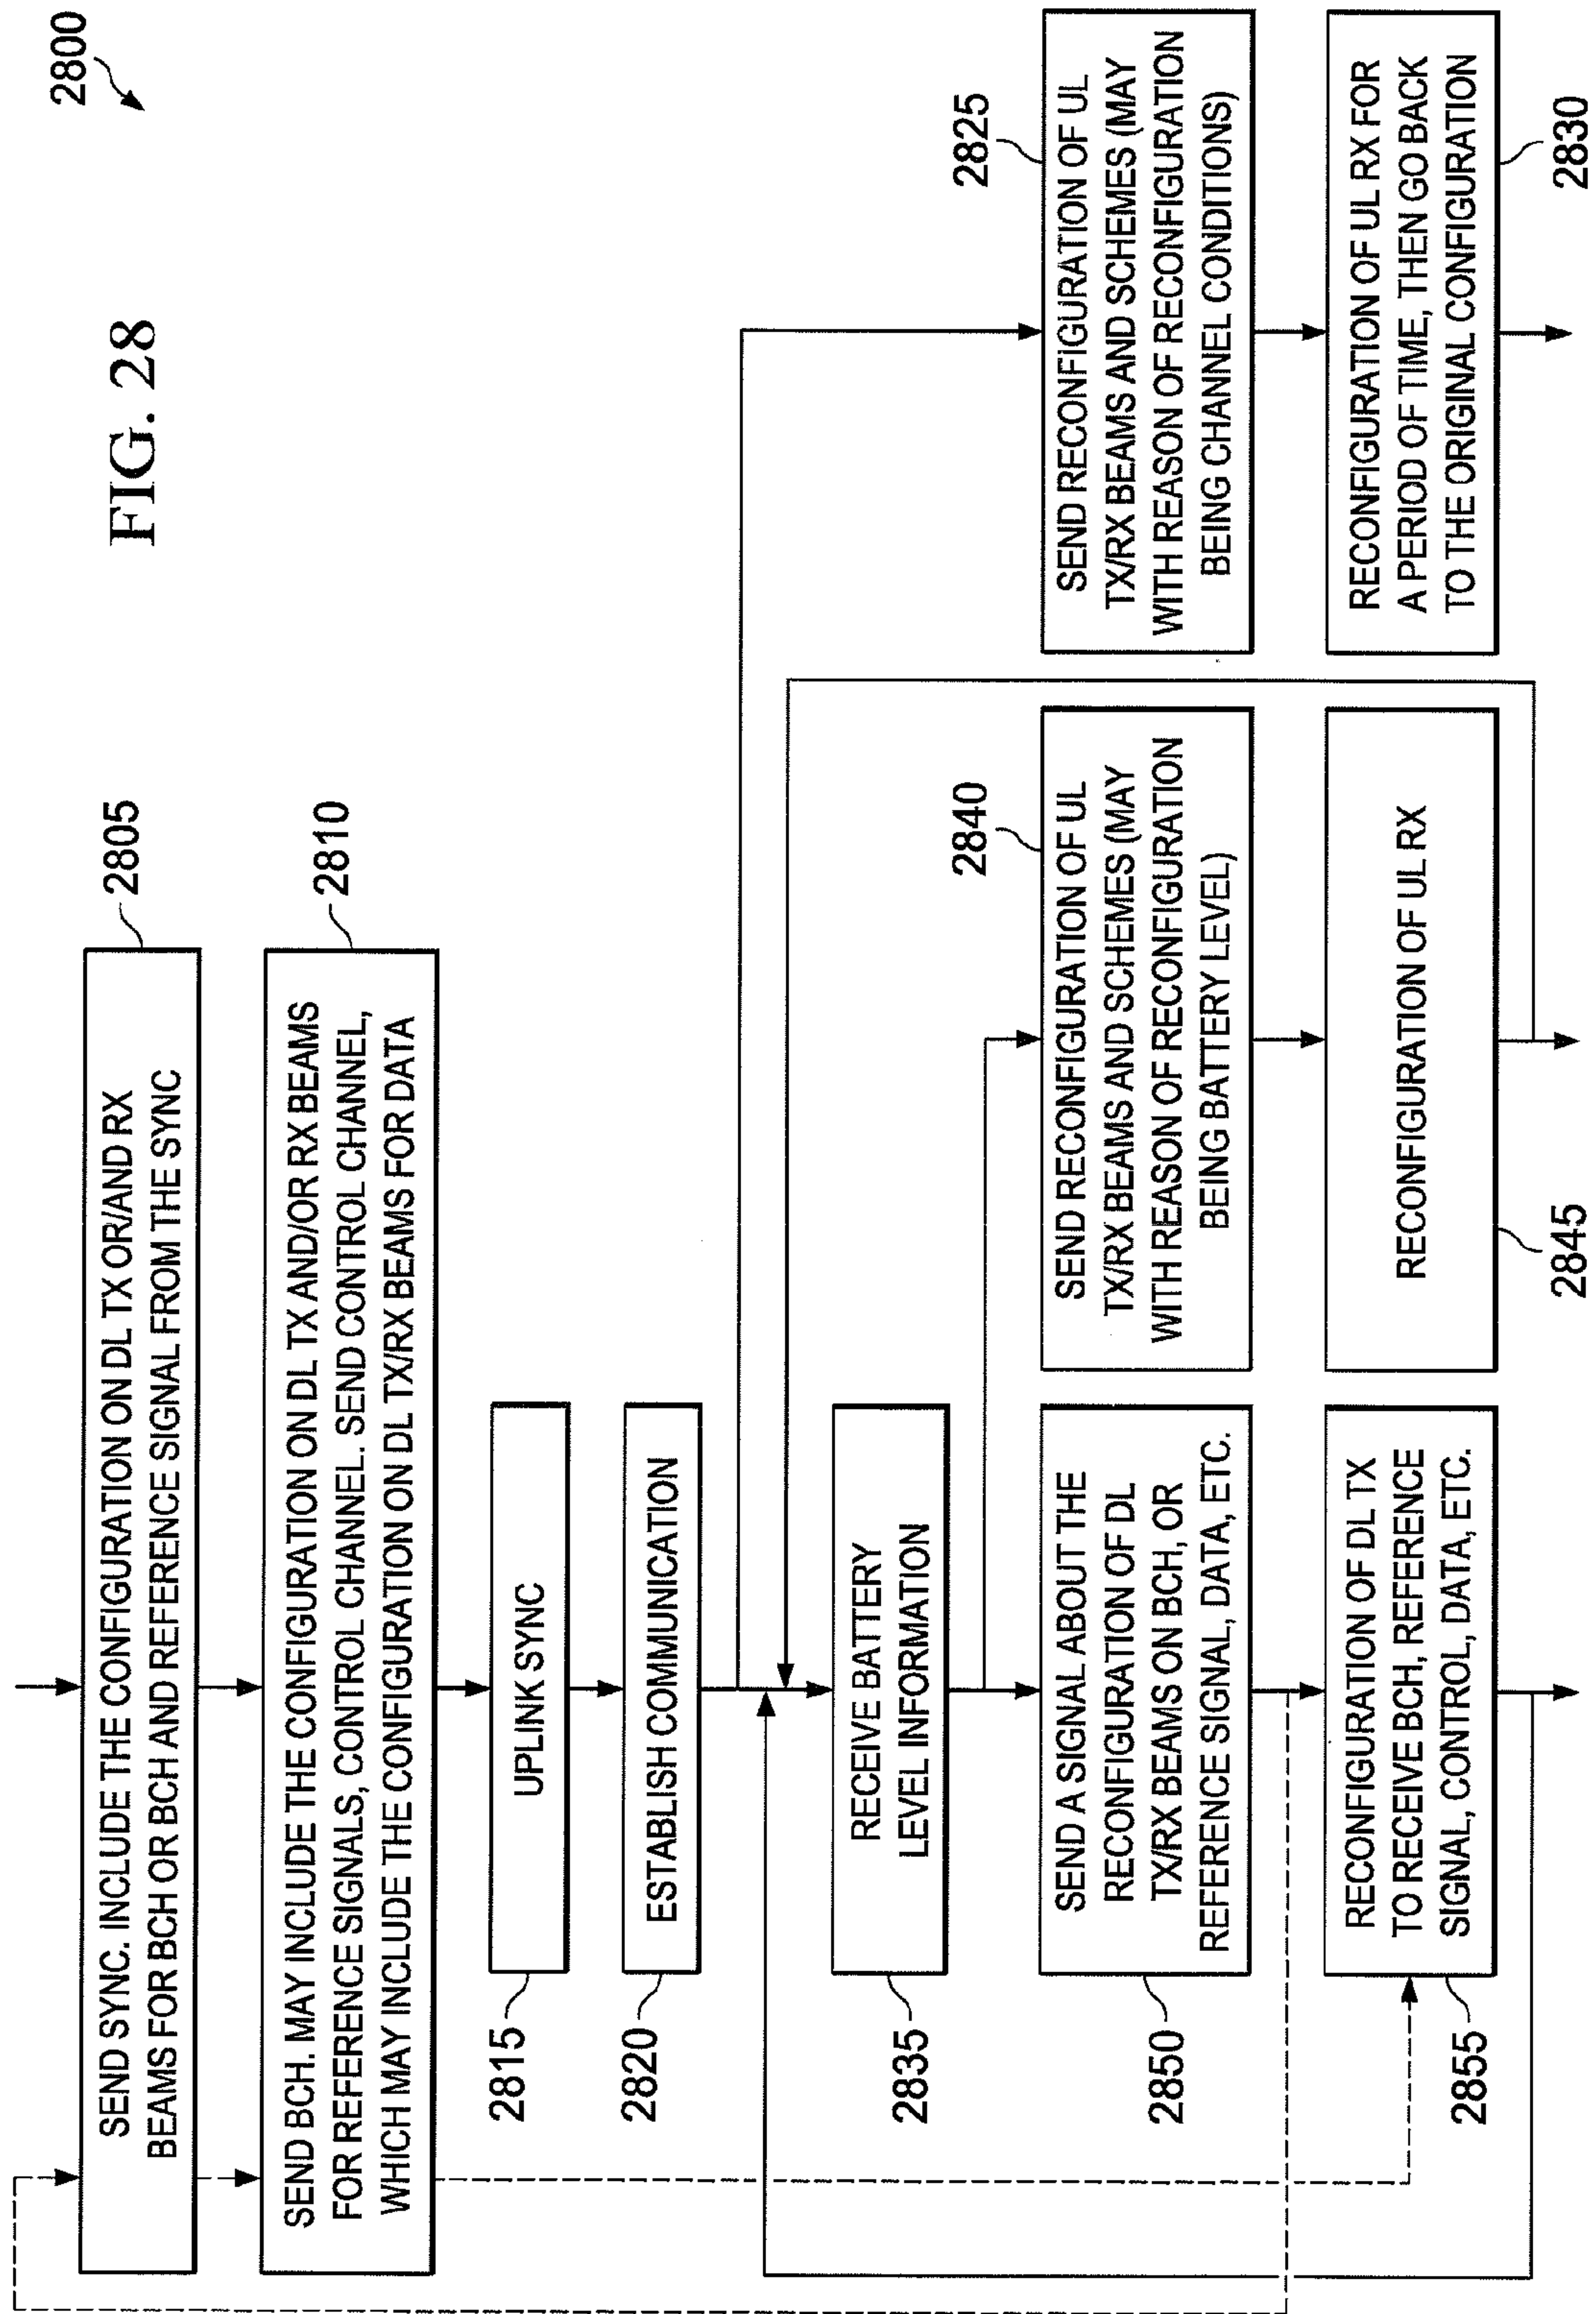 FIG. 28
2800
SEND SYNC. INCLUDE THE CONFIGURATION ON DL TX OR/AND RX
BEAMS FOR BCH OR BCH AND REFERENCE SIGNAL FROM THE SYNC
2805
SEND BCH. MAY INCLUDE THE CONFIGURATION ON DL TX AND/OR RX BEAMS
FOR REFERENCE SIGNALS, CONTROL CHANNEL. SEND CONTROL CHANNEL,
WHICH MAY INCLUDE THE CONFIGURATION ON DL TX/RX BEAMS FOR DATA
2810
2815
UPLINK SYNC
2820
ESTABLISH COMMUNICATION
2835
RECEIVE BATTERY
LEVEL INFORMATION
2850
SEND A SIGNAL ABOUT THE
RECONFIGURATION OF DL
TX/RX BEAMS ON BCH, OR
REFERENCE SIGNAL, DATA, ETC.
2840
SEND RECONFIGURATION OF UL
TX/RX BEAMS AND SCHEMES (MAY
WITH REASON OF RECONFIGURATION
BEING BATTERY LEVEL)
2825
SEND RECONFIGURATION OF UL
TX/RX BEAMS AND SCHEMES (MAY
WITH REASON OF RECONFIGURATION
BEING CHANNEL CONDITIONS)
2855
RECONFIGURATION OF DL TX
TO RECEIVE BCH, REFERENCE
SIGNAL, CONTROL, DATA, ETC.
RECONFIGURATION OF UL RX
2845
RECONFIGURATION OF UL RX FOR
A PERIOD OF TIME, THEN GO BACK
TO THE ORIGINAL CONFIGURATION
2830